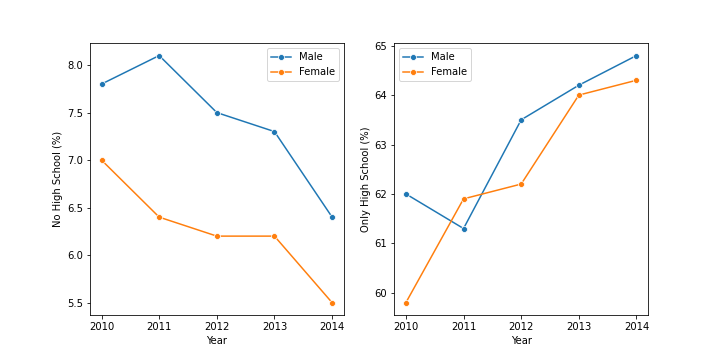 8.0
7.5
7.0
6.5
6.0
5.5
No High School (%)
2010 2011 2012 2013 2014
Year
Male
Female
65
64
63
62
61
60
Only High School (%)
2010 2011 2012 2013 2014
Year
Male
Female